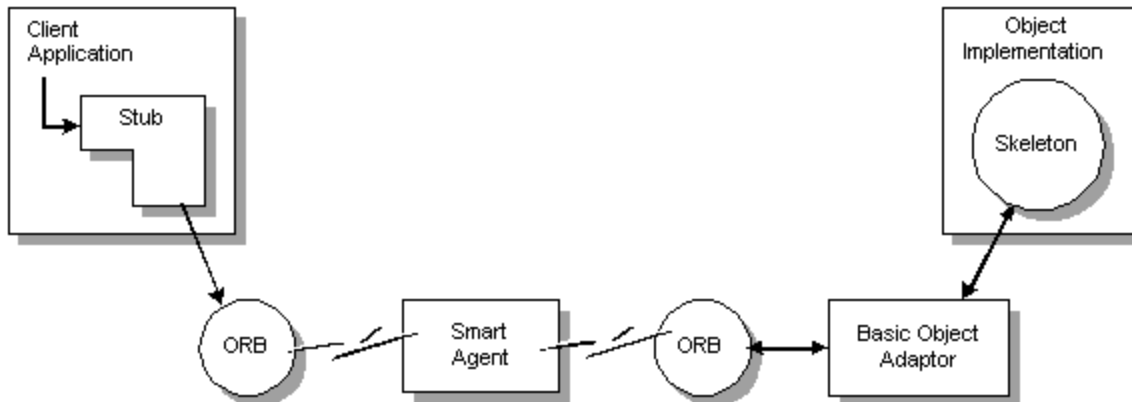 Client
Application
Stub
Object
Implementation
Skeleton
ORB
Smart
Agent
ORB
Basic Object
Adaptor